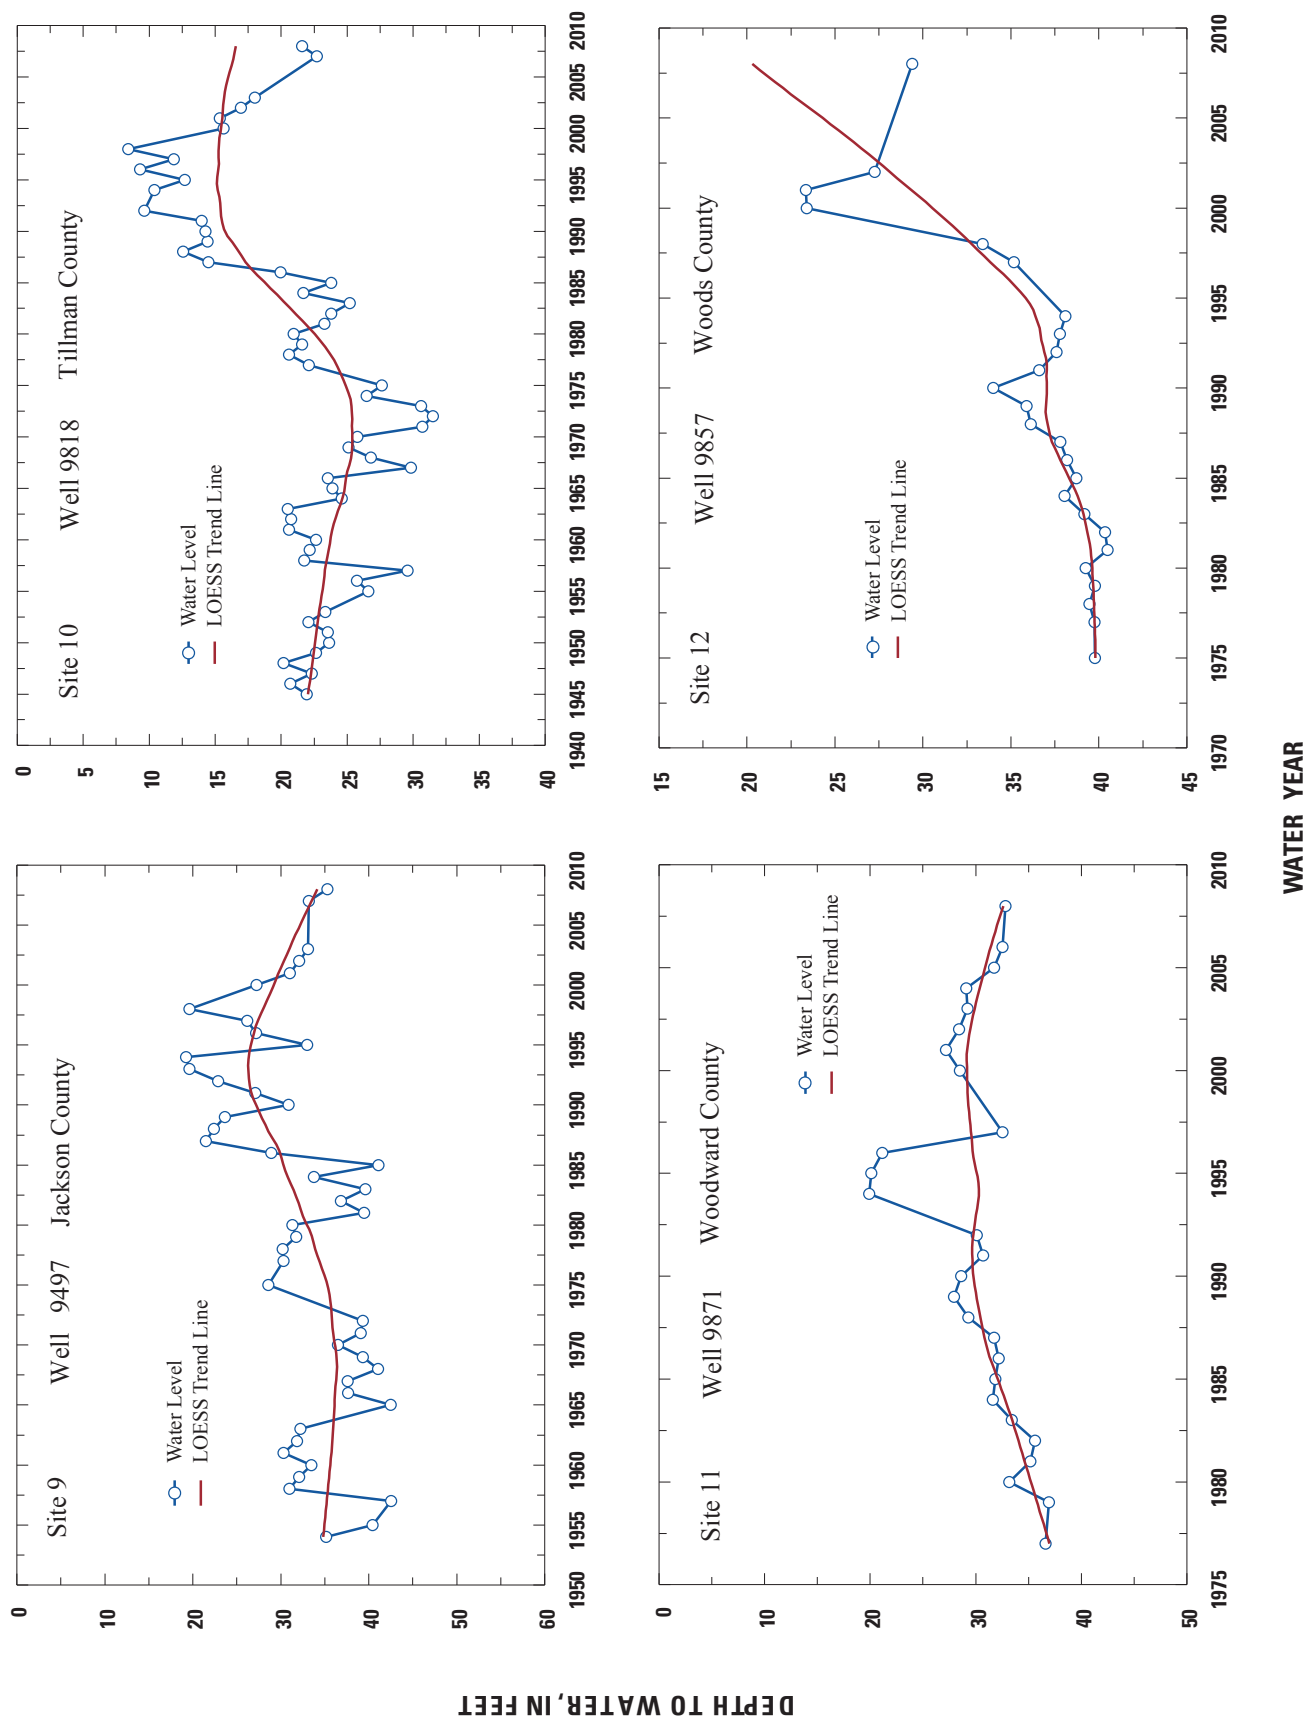 Site 9 Well 9497 Jackson County
Water Level
LOESS Trend Line
0
10
20
30
40
50
60
1950 1955 1960 1965 1970 1975 1980 1985 1990 1995 2000 2005 2010
Site 10 Well 9818 Tillman County
Water Level
LOESS Trend Line
0
5
10
15
20
25
30
35
40
1940 1945 1950 1955 1960 1965 1970 1975 1980 1985 1990 1995 2000 2005 2010
Site 11 Well 9871 Woodward County
Water Level
LOESS Trend Line
0
10
20
30
40
50
1975 1980 1985 1990 1995 2000 2005 2010
Site 12 Well 9857 Woods County
Water Level
LOESS Trend Line
15
20
25
30
35
40
45
1970 1975 1980 1985 1990 1995 2000 2005 2010
DEPTH TO WATER, IN FEET
WATER YEAR